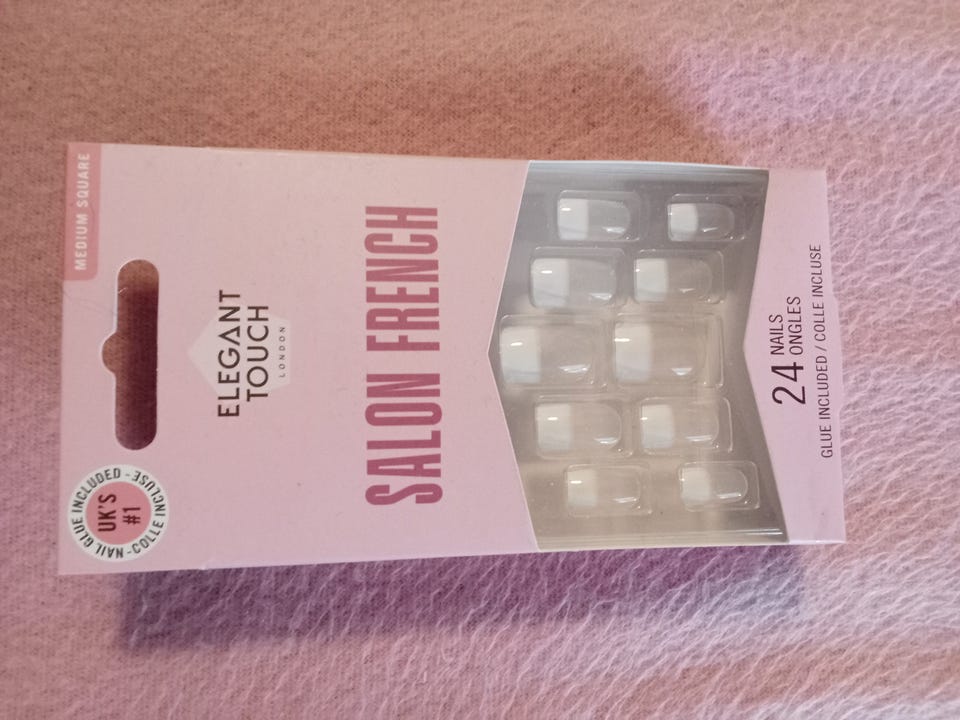 MEDIUM SQUARE
NAIL GLUE INCLUDED - COLLE INCLUSE -
UK'S
#1
ELEGANT
TOUCH
LONDON
SALON FRENCH
24 NAILS
ONGLES
GLUE INCLUDED / COLLE INCLUSE